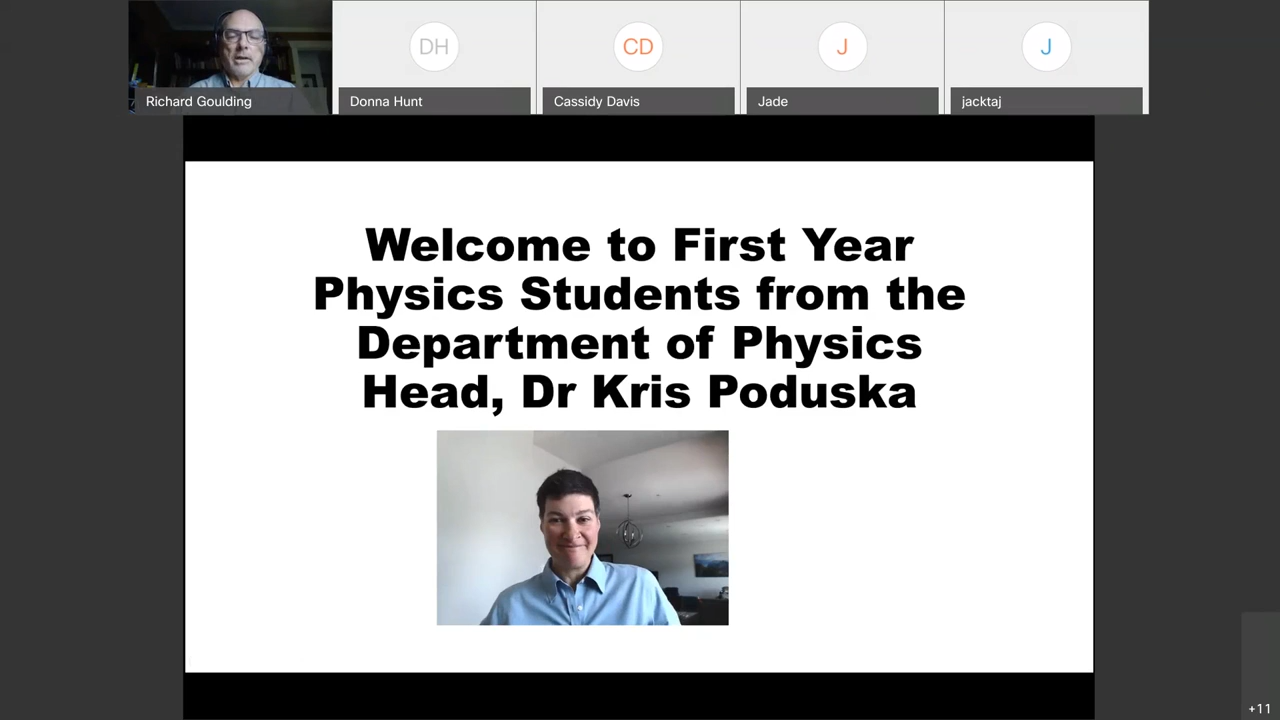 DH
CD
J
J
Richard Goulding
Donna Hunt
Cassidy Davis
Jade
jacktaj
Welcome to First Year
Physics Students from the
Department of Physics
Head, Dr Kris Poduska
+11